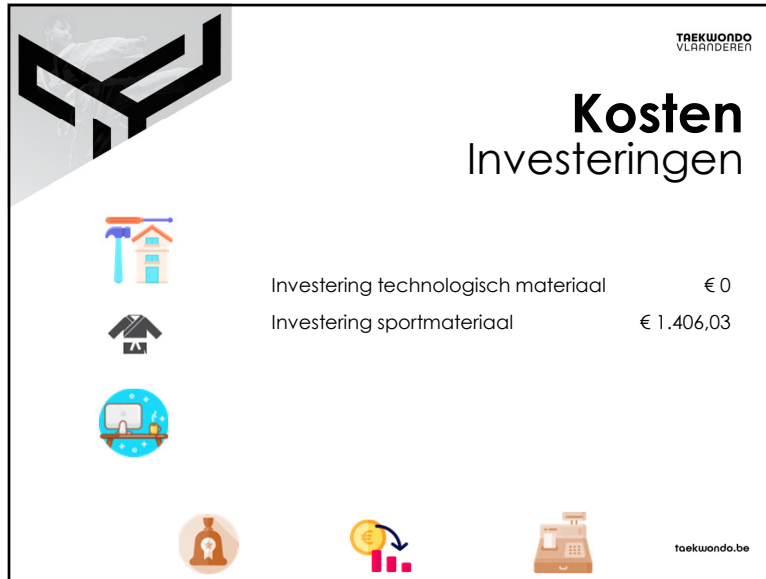 TAEKWONDO
VLAANDEREN
Kosten
Investeringen
Investering technologisch materiaal € 0
Investering sportmateriaal € 1.406,03
taekwondo.be